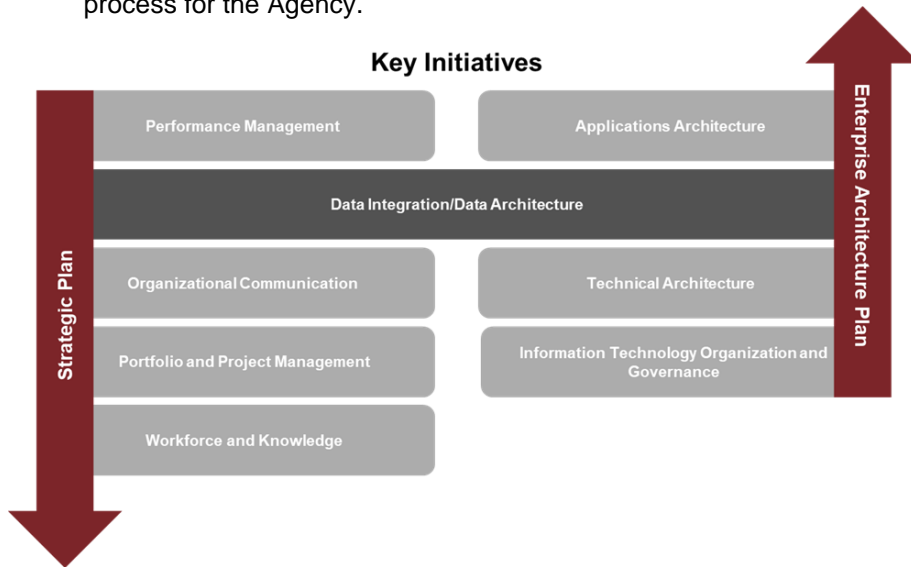 process for the Agency.
Key Initiatives
Performance Management
Applications Architecture
Data Integration/Data Architecture
Organizational Communication
Technical Architecture
Portfolio and Project Management
Information Technology Organization and
Governance
Workforce and Knowledge
Strategic Plan
Enterprise Architecture Plan